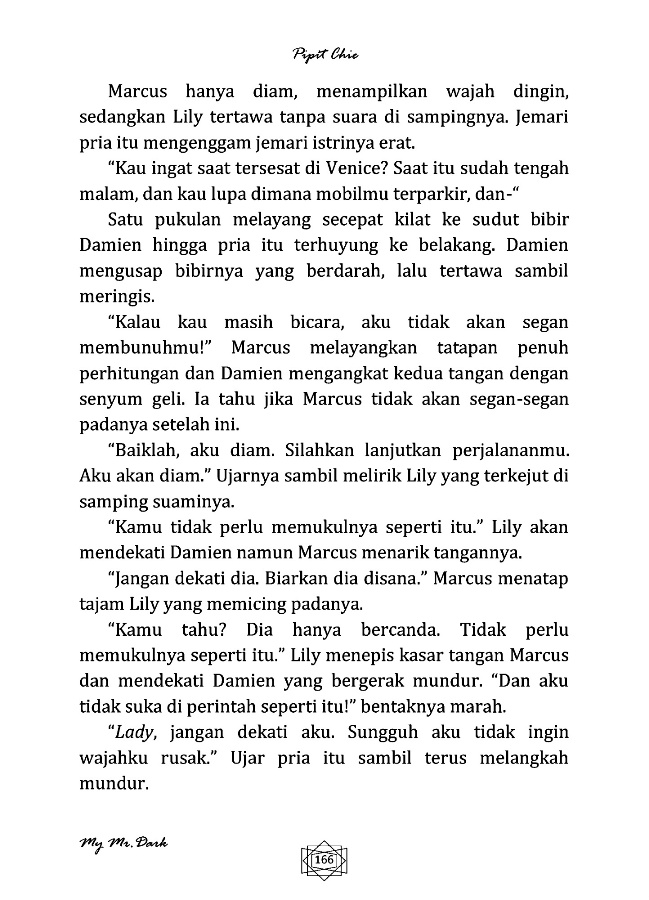 Pipit Chie
Marcus hanya diam, menampilkan wajah dingin,
sedangkan Lily tertawa tanpa suara di sampingnya. Jemari
pria itu mengenggam jemari istrinya erat.
“Kau ingat saat tersesat di Venice? Saat itu sudah tengah
malam, dan kau lupa dimana mobilmu terparkir, dan-“
Satu pukulan melayang secepat kilat ke sudut bibir
Damien hingga pria itu terhuyung ke belakang. Damien
mengusap bibirnya yang berdarah, lalu tertawa sambil
meringis.
“Kalau kau masih bicara, aku tidak akan segan
membunuhmu!” Marcus melayangkan tatapan penuh
perhitungan dan Damien mengangkat kedua tangan dengan
senyum geli. Ia tahu jika Marcus tidak akan segan-segan
padanya setelah ini.
“Baiklah, aku diam. Silahkan lanjutkan perjalananmu.
Aku akan diam.” Ujarnya sambil melirik Lily yang terkejut di
samping suaminya.
“Kamu tidak perlu memukulnya seperti itu.” Lily akan
mendekati Damien namun Marcus menarik tangannya.
“Jangan dekati dia. Biarkan dia disana.” Marcus menatap
tajam Lily yang memicing padanya.
“Kamu tahu? Dia hanya bercanda. Tidak perlu
memukulnya seperti itu.” Lily menepis kasar tangan Marcus
dan mendekati Damien yang bergerak mundur. “Dan aku
tidak suka di perintah seperti itu!” bentaknya marah.
“Lady, jangan dekati aku. Sungguh aku tidak ingin
wajahku rusak.” Ujar pria itu sambil terus melangkah
mundur.
My Mr. Dark
166